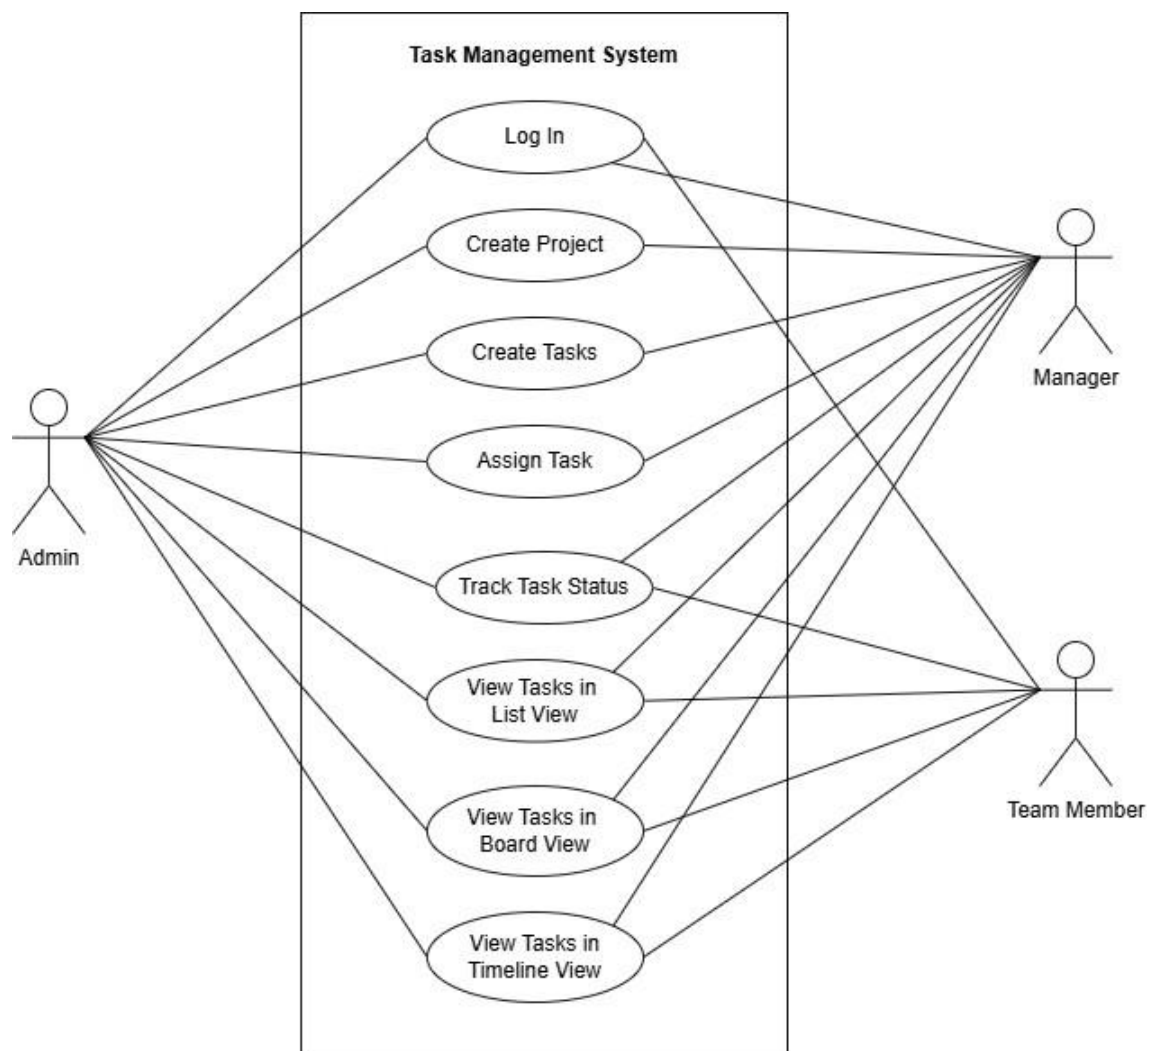 Task Management System
Log In
Create Project
Create Tasks
Manager
Assign Task
Admin
Track Task Status
View Tasks in
List View
Team Member
View Tasks in
Board View
View Tasks in
Timeline View